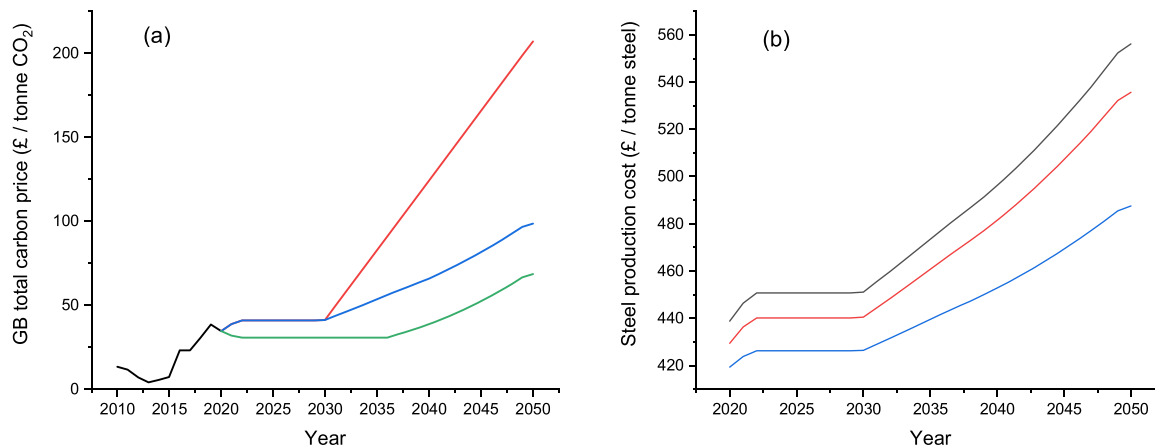 (a)
GB total carbon price (£ / tonne CO₂)
200
150
100
50
0
2010 2015 2020 2025 2030 2035 2040 2045 2050
Year
(b)
Steel production cost (£ / tonne steel)
560
540
520
500
480
460
440
420
2020 2025 2030 2035 2040 2045 2050
Year